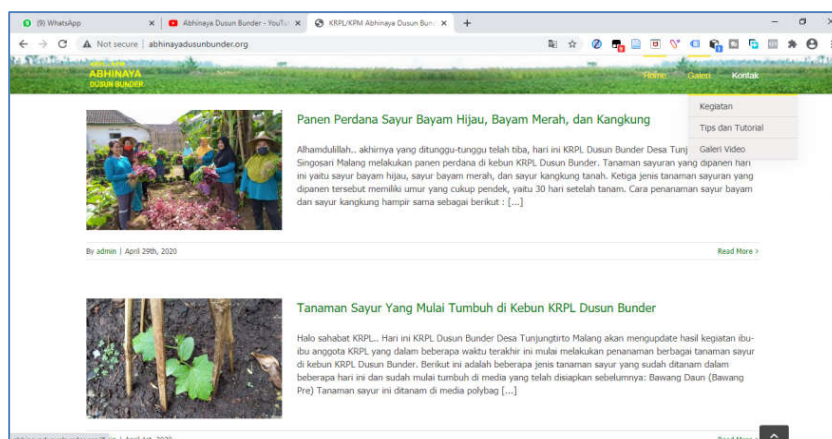 (9) WhatsApp
Abhinaya Dusun Bunder - YouTu
KRPL/KPM Abhinaya Dusun Bun
Not secure | abhinayadusunbunder.org
ABHINAYA
DUSUN BUNDER
Home
Galeri
Kontak
Kegiatan
Tips dan Tutorial
Galeri Video
Panen Perdana Sayur Bayam Hijau, Bayam Merah, dan Kangkung
Alhamdulillah.. akhirnya yang ditunggu-tunggu telah tiba, hari ini KRPL Dusun Bunder Desa Tunj
Singosari Malang melakukan panen perdana di kebun KRPL Dusun Bunder. Tanaman sayuran yang dipanen hari
ini yaitu sayur bayam hijau, sayur bayam merah, dan sayur kangkung tanah. Ketiga jenis tanaman sayuran yang
dipanen tersebut memiliki umur yang cukup pendek, yaitu 30 hari setelah tanam. Cara penanaman sayur bayam
dan sayur kangkung hampir sama sebagai berikut : [...]
By admin | April 29th, 2020
Read More >
Tanaman Sayur Yang Mulai Tumbuh di Kebun KRPL Dusun Bunder
Halo sahabat KRPL.. Hari ini KRPL Dusun Bunder Desa Tunjungtirto Malang akan mengupdate hasil kegiatan ibu-
ibu anggota KRPL yang dalam beberapa waktu terakhir ini mulai melakukan penanaman berbagai tanaman sayur
di kebun KRPL Dusun Bunder. Berikut ini adalah beberapa jenis tanaman sayur yang sudah ditanam dalam
beberapa hari ini dan sudah mulai tumbuh di media yang telah disiapkan sebelumnya: Bawang Daun (Bawang
Pre) Tanaman sayur ini ditanam di media polybag [...]